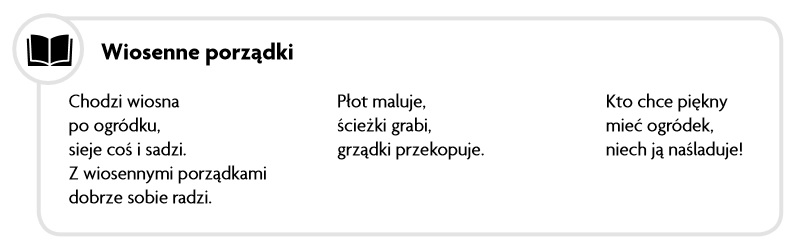 Wiosenne porządki
Chodzi wiosna
po ogródku,
sieje coś i sadzi.
Z wiosennymi porządkami
dobrze sobie radzi.
Płot maluje,
ścieżki grabi,
grządki przekopuje.
Kto chce piękny
mieć ogródek,
niech ją naśladuje!